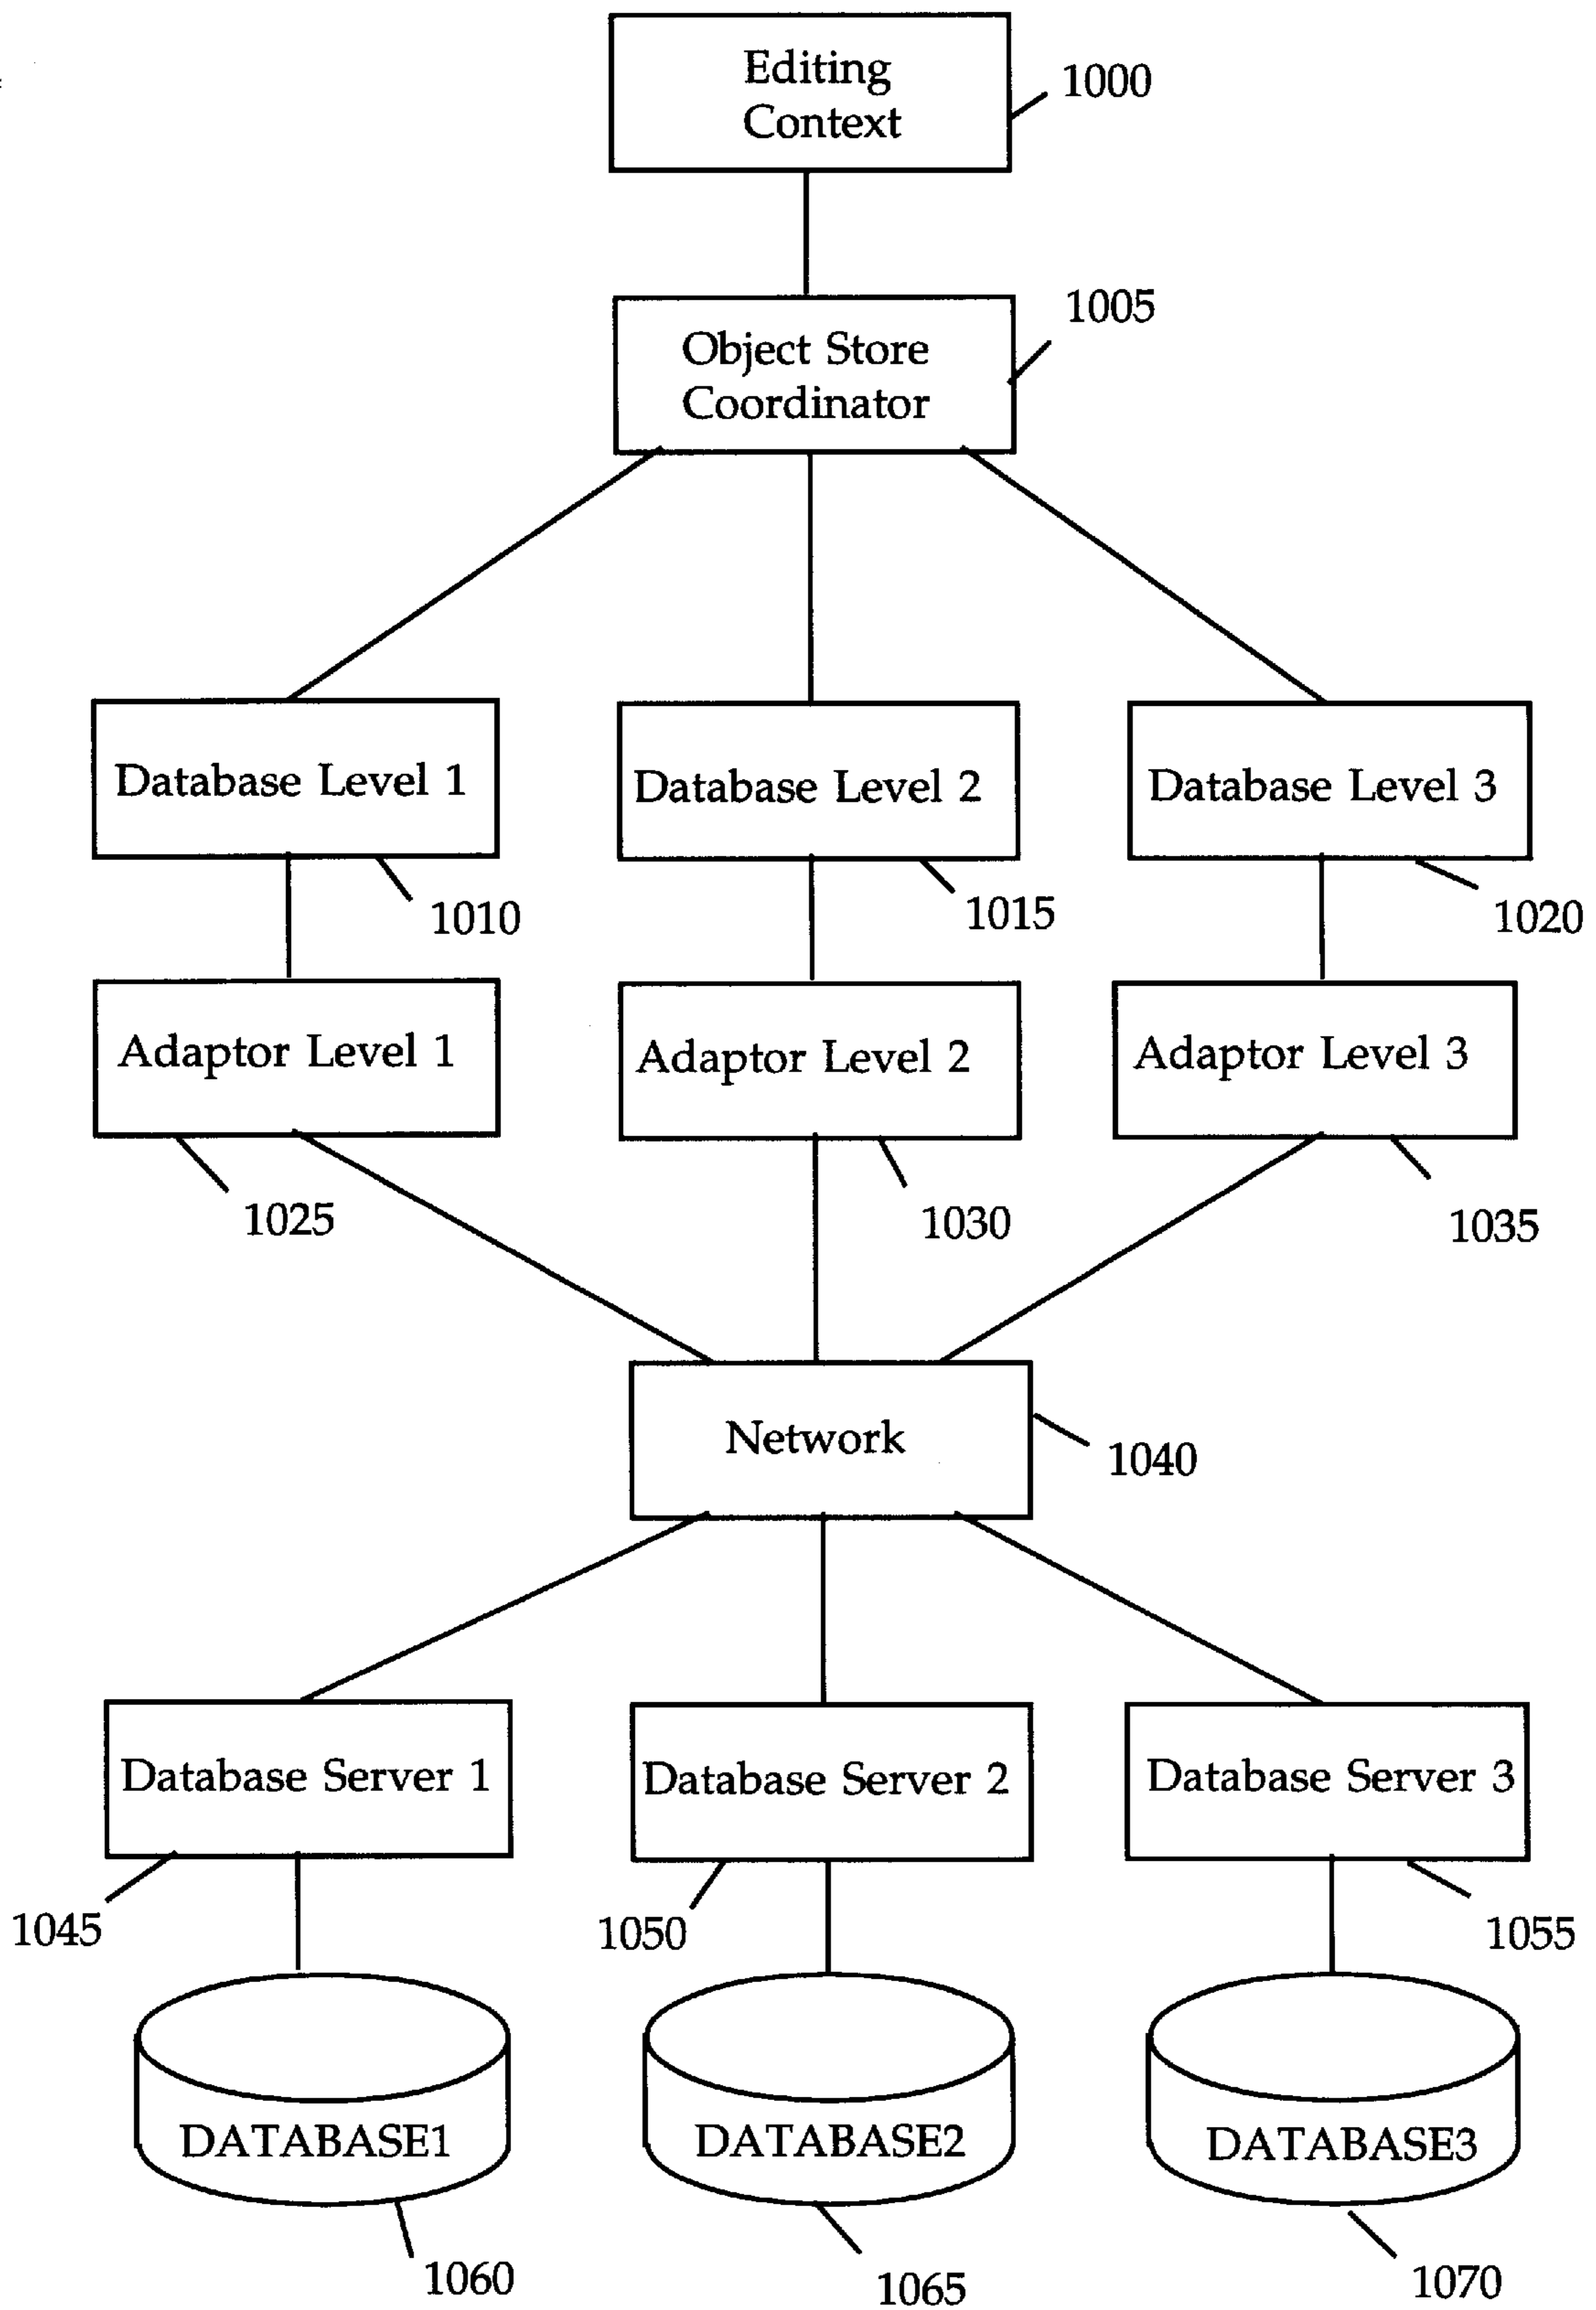 Editing
Context
1000
1005
Object Store
Coordinator
Database Level 1
Database Level 2
Database Level 3
1010
1015
1020
Adaptor Level 1
Adaptor Level 2
Adaptor Level 3
1025
1030
1035
Network
1040
Database Server 1
Database Server 2
Database Server 3
1045
1050
1055
DATABASE1
DATABASE2
DATABASE3
1060
1065
1070